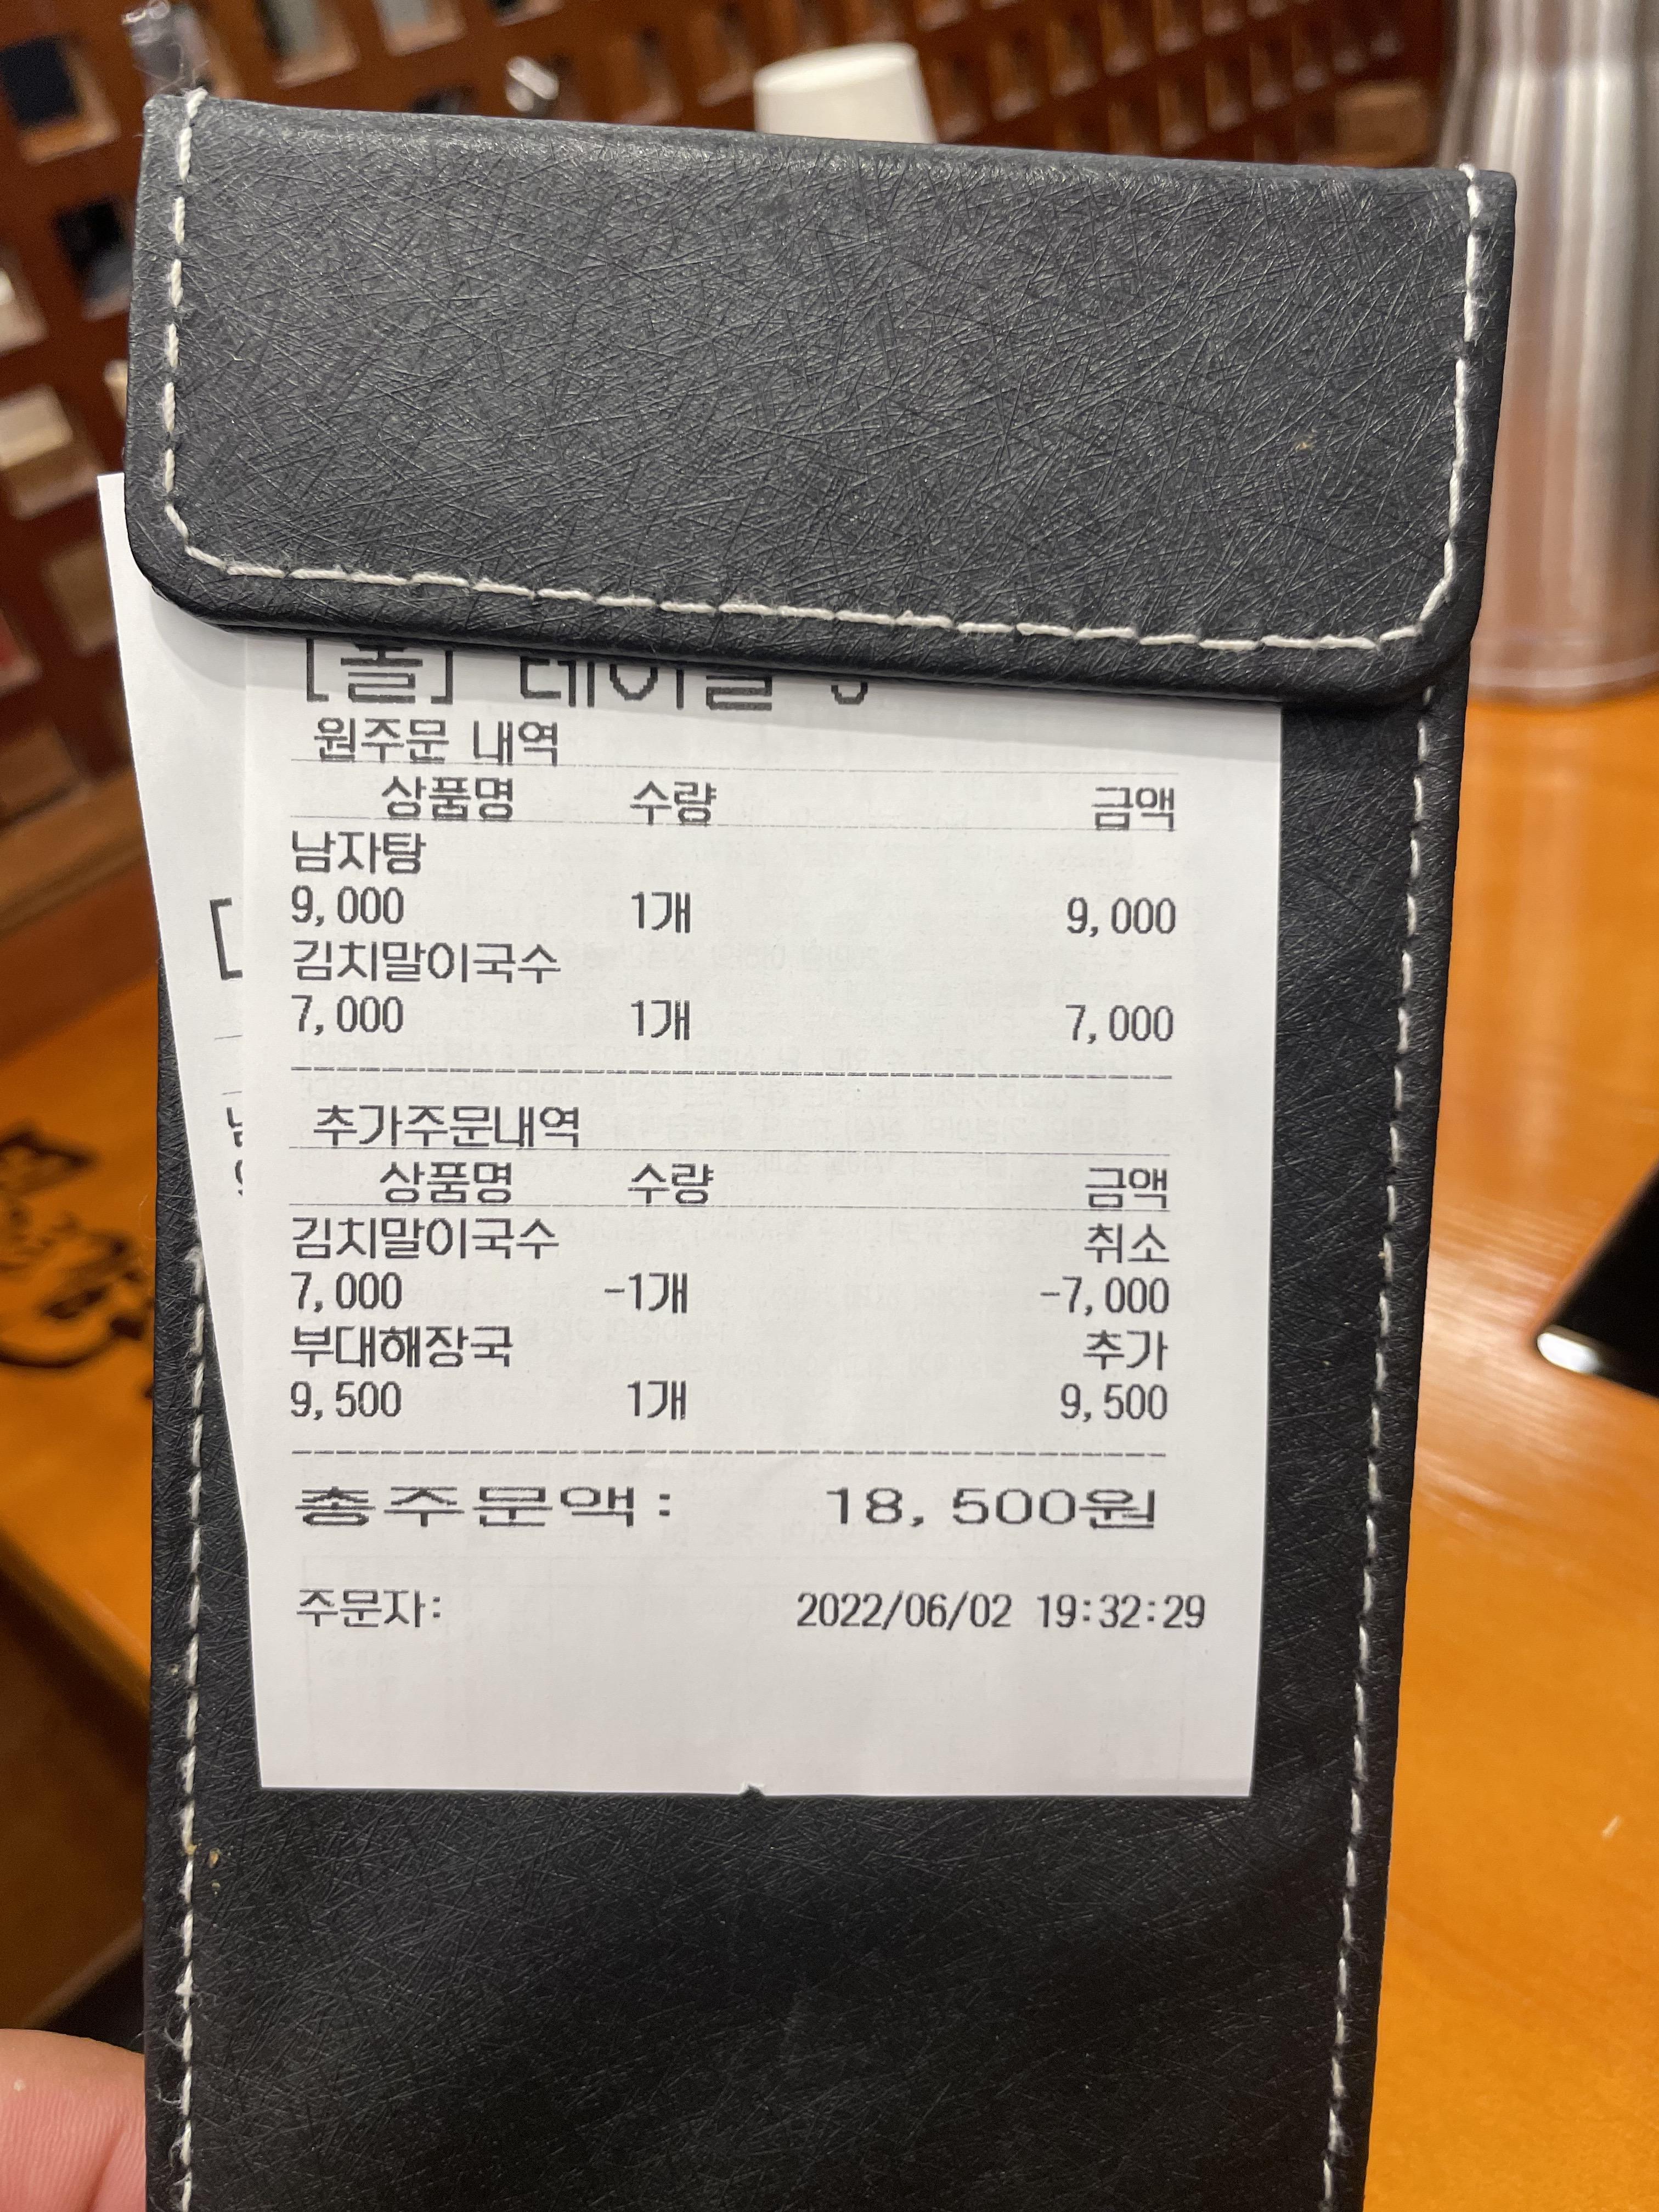 [홀] 테이블
원주문 내역
상품명 수량 금액
남자탕
9,000 1개 9,000
김치말이국수
7,000 1개 7,000
추가주문내역
상품명 수량 금액
김치말이국수 취소
7,000 -1개 -7,000
부대해장국 추가
9,500 1개 9,500
총주문액: 18,500원
주문자: 2022/06/02 19:32:29